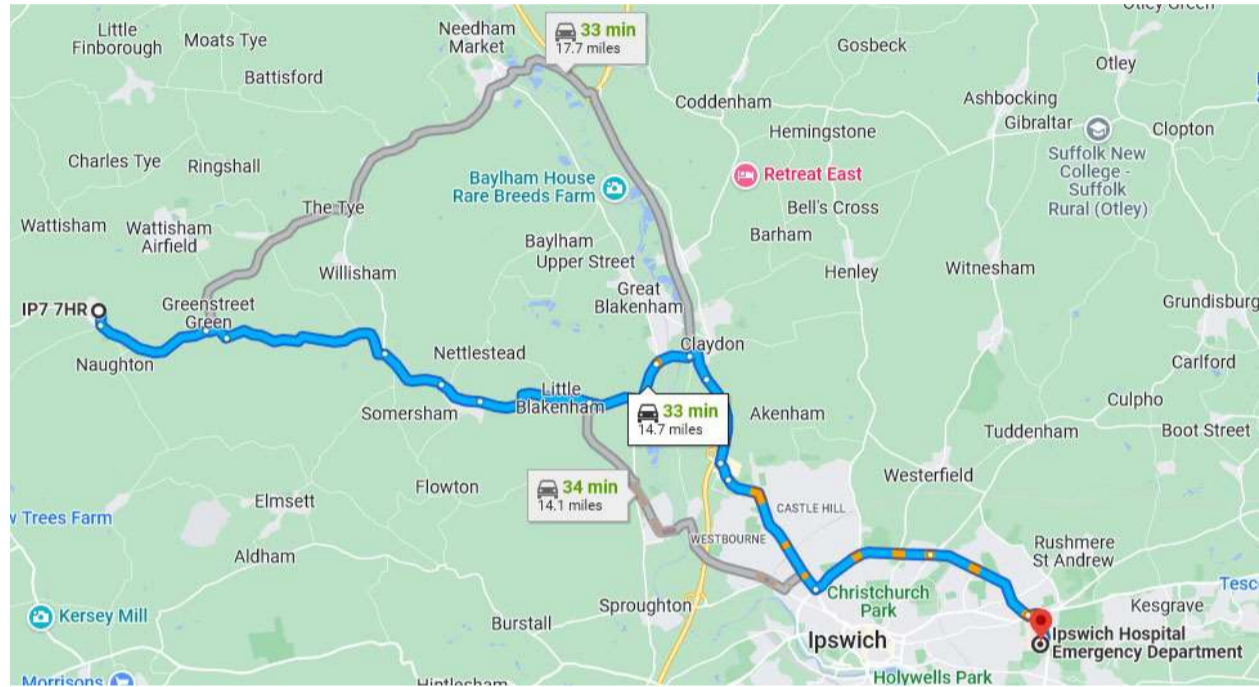 Little
Finborough
Moats Tye
Needham
Market
33 min
17.7 miles
Gosbeck
Otley
Battisford
Coddenham
Ashbocking
Gibraltar
Clopton
Hemingstone
Charles Tye
Ringshall
Baylham House
Rare Breeds Farm
Retreat East
Suffolk New
College -
Suffolk
Rural (Otley)
The Tye
Bell's Cross
Wattisham
Wattisham
Airfield
Baylham
Upper Street
Barham
Willisham
Henley
Witnesham
Great
Blakenham
IP7 7HR
Greenstreet
Green
Grundisburg
Claydon
Naughton
Nettlestead
Carlford
Little
Blakenham
Somersham
33 min
14.7 miles
Akenham
Culpho
Tuddenham
Boot Street
34 min
14.1 miles
Westerfield
Elmsett
Flowton
CASTLE HILL
w Trees Farm
WESTBOURNE
Aldham
Rushmere
St Andrew
Christchurch
Park
Tesco
Kersey Mill
Sproughton
Kesgrave
Burstall
Ipswich
Ipswich Hospital
Emergency Department
Morrisons
Hintlesham
Holywells Park